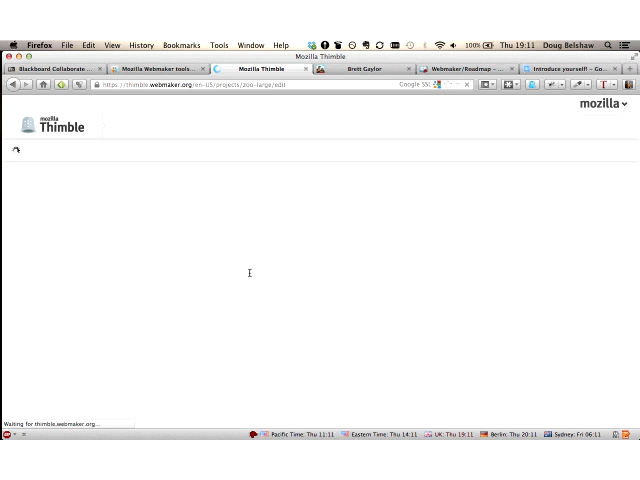 Firefox File Edit View History Bookmarks Tools Window Help 100% Thu 19:11 Doug Belshaw
Mozilla Thimble
Blackboard Collaborate ... Mozilla Webmaker tools... Mozilla Thimble Brett Gaylor Webmaker/Roadmap – ... Introduce yourself! – Go...
https://thimble.webmaker.org/en-US/projects/zoo-large/edit Google SSL
mozilla
mozilla
Thimble
Waiting for thimble.webmaker.org...
Pacific Time: Thu 11:11 Eastern Time: Thu 14:11 UK: Thu 19:11 Berlin: Thu 20:11 Sydney: Fri 06:11